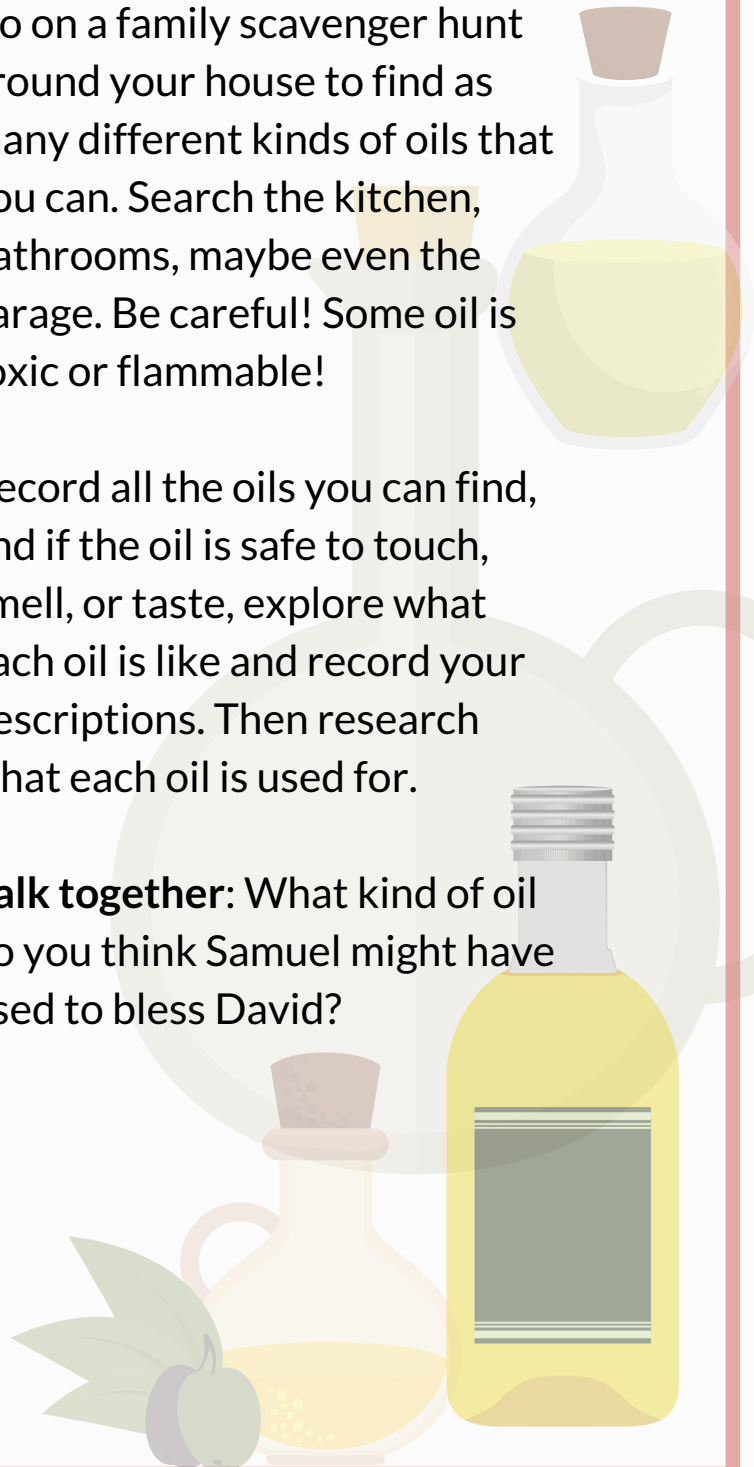 o on a family scavenger hunt
round your house to find as
any different kinds of oils that
ou can. Search the kitchen,
athrooms, maybe even the
arage. Be careful! Some oil is
oxic or flammable!
ecord all the oils you can find,
nd if the oil is safe to touch,
mell, or taste, explore what
ach oil is like and record your
escriptions. Then research
hat each oil is used for.
alk together: What kind of oil
o you think Samuel might have
sed to bless David?